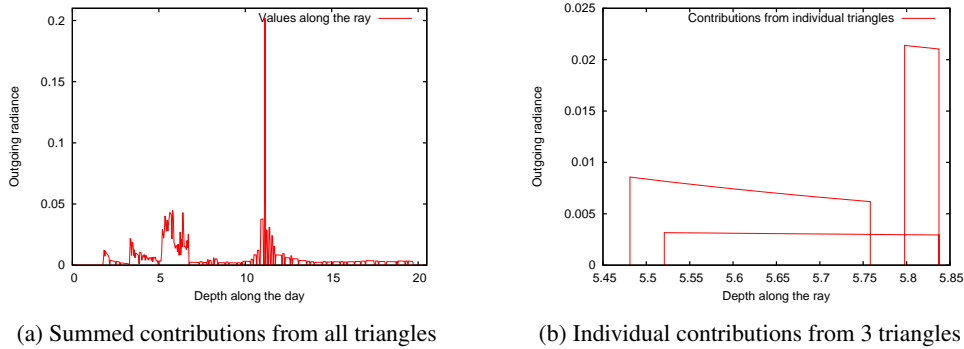 0.2
0.15
0.1
0.05
0
Outgoing radiance
Values along the ray
0 5 10 15 20
Depth along the day
(a) Summed contributions from all triangles
0.025
0.02
0.015
0.01
0.005
0
Outgoing radiance
Contributions from individual triangles
5.45 5.5 5.55 5.6 5.65 5.7 5.75 5.8 5.85
Depth along the ray
(b) Individual contributions from 3 triangles